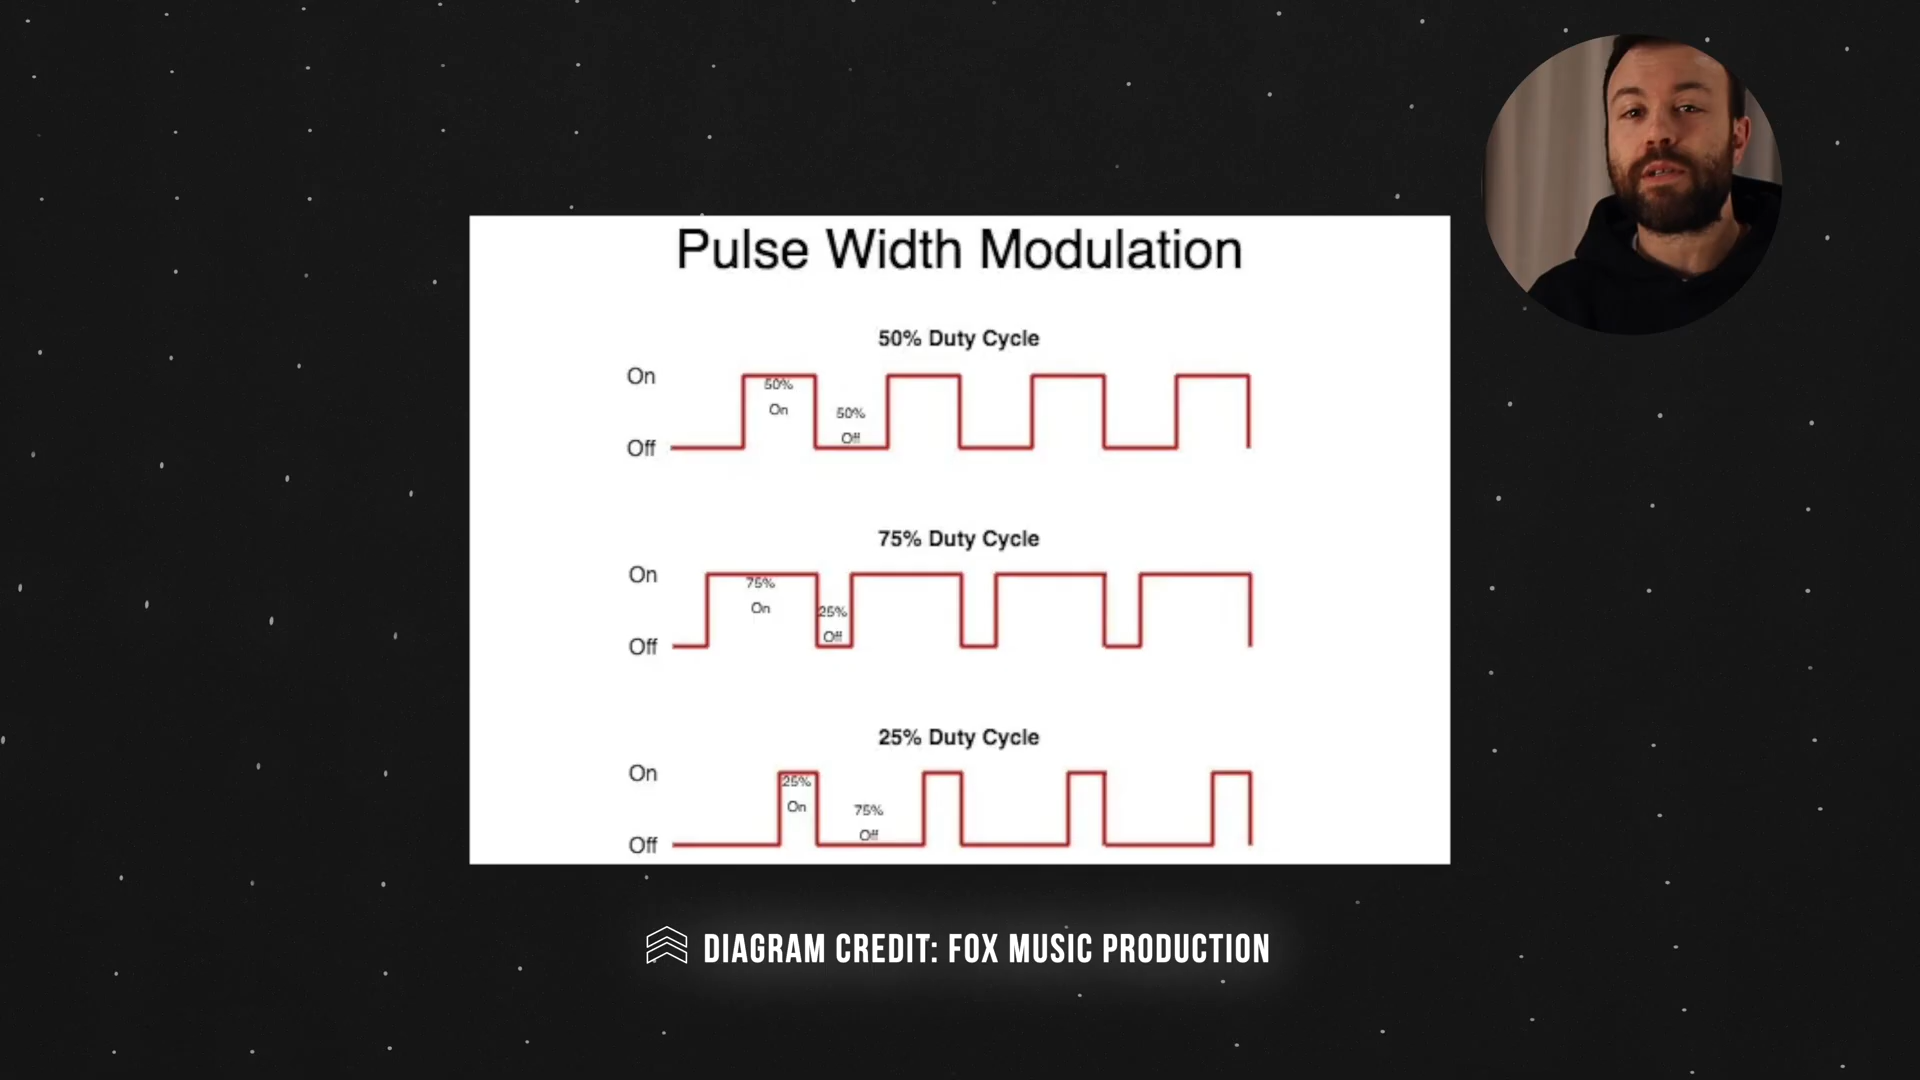 Pulse Width Modulation
50% Duty Cycle
On
50%
On
50%
Off
Off
75% Duty Cycle
On
75%
On
25%
Off
Off
25% Duty Cycle
On
25%
On
75%
Off
Off
DIAGRAM CREDIT: FOX MUSIC PRODUCTION